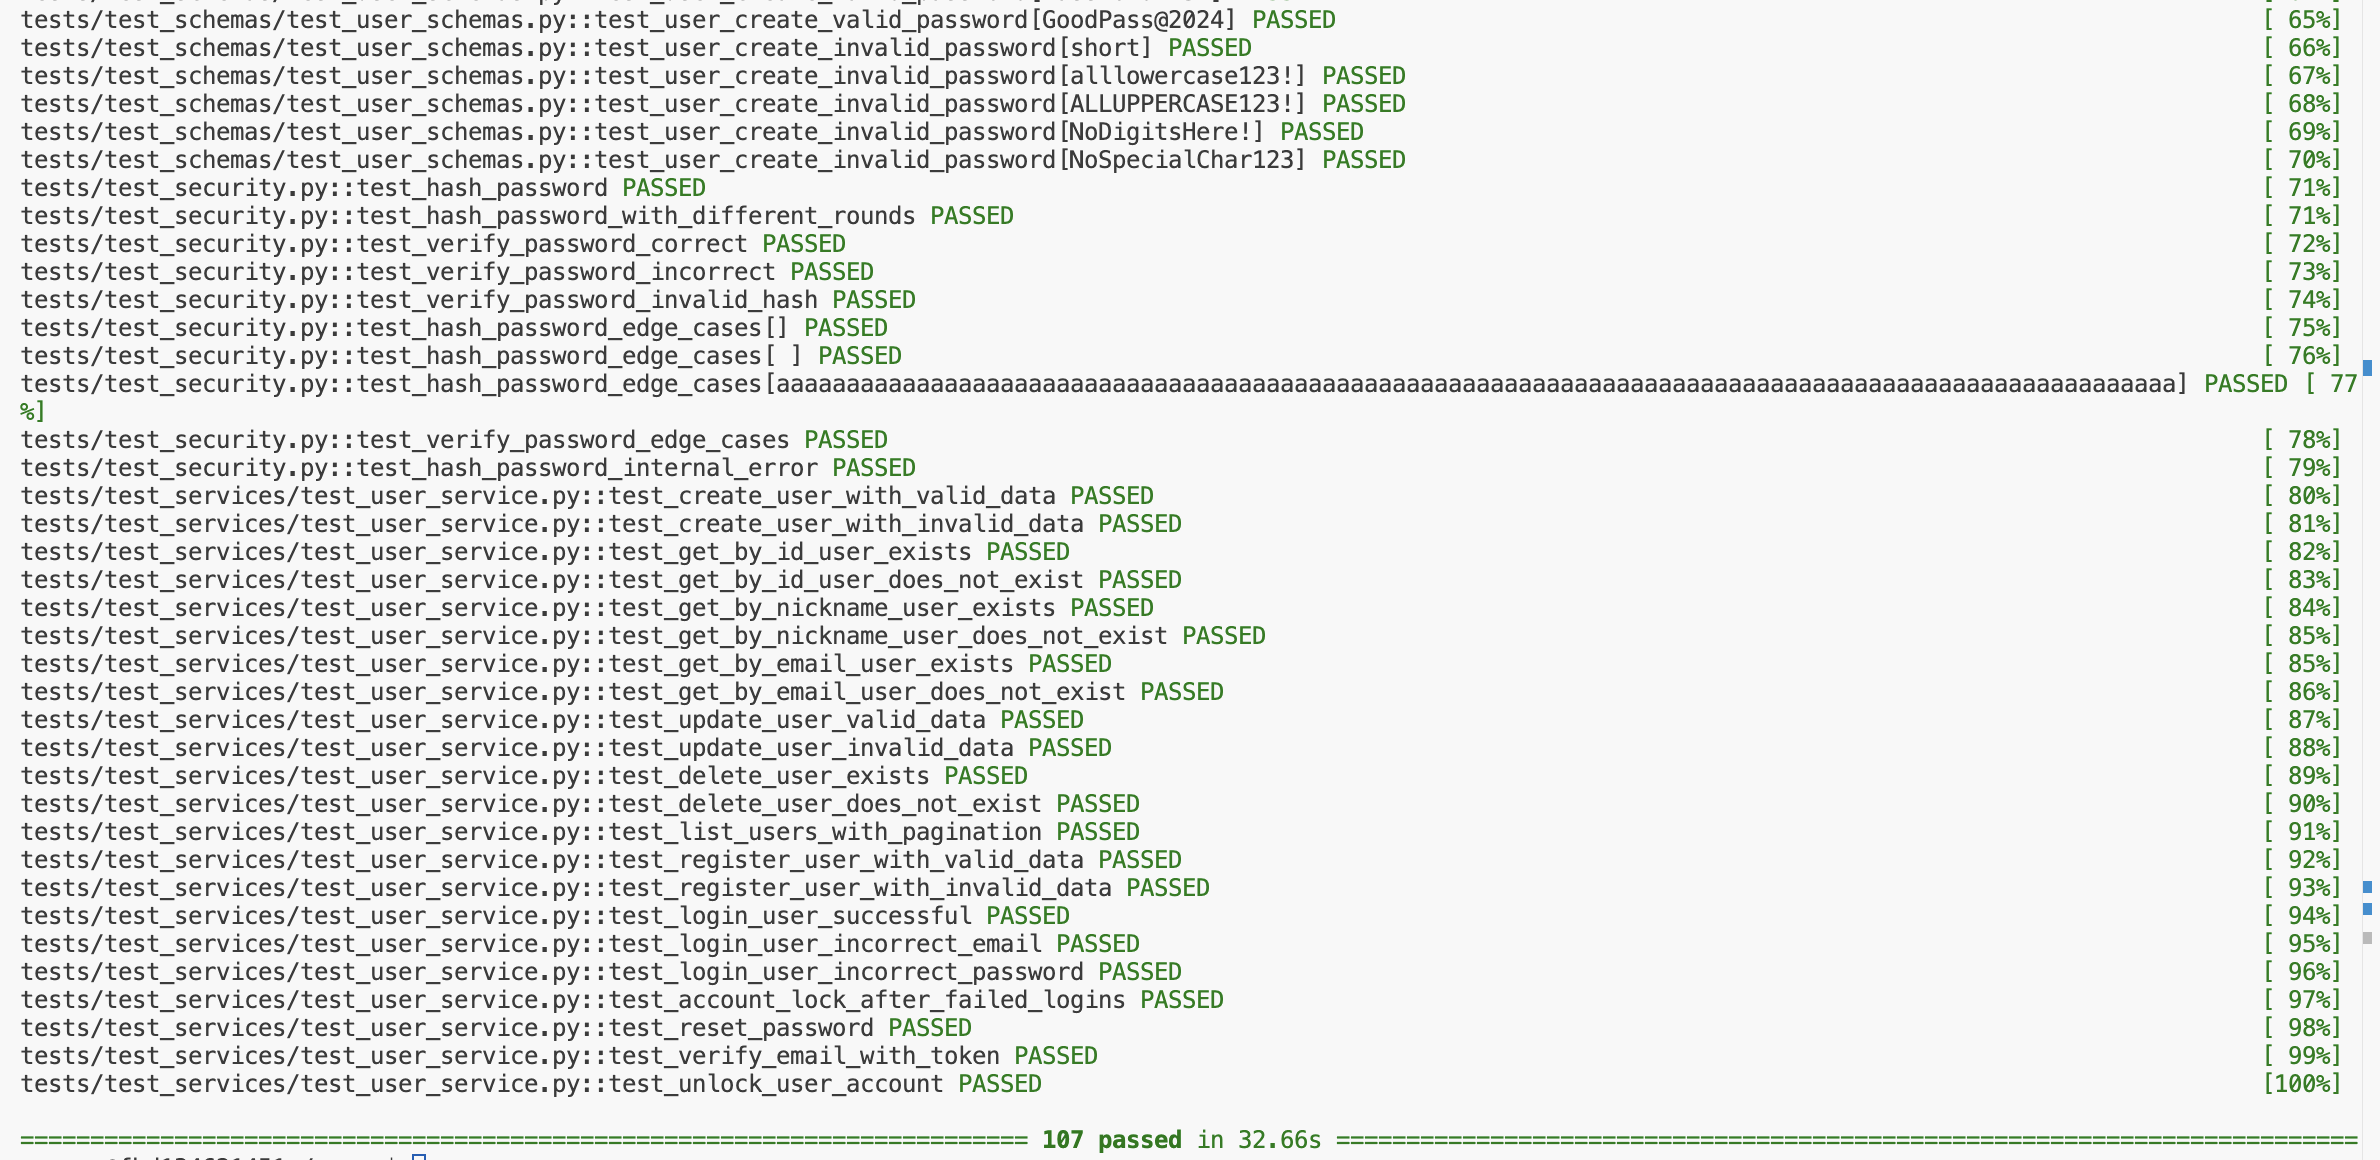 tests/test_schemas/test_user_schemas.py::test_user_create_valid_password[GoodPass@2024] PASSED [ 65%]
tests/test_schemas/test_user_schemas.py::test_user_create_invalid_password[short] PASSED [ 66%]
tests/test_schemas/test_user_schemas.py::test_user_create_invalid_password[alllowercase123!] PASSED [ 67%]
tests/test_schemas/test_user_schemas.py::test_user_create_invalid_password[ALLUPPERCASE123!] PASSED [ 68%]
tests/test_schemas/test_user_schemas.py::test_user_create_invalid_password[NoDigitsHere!] PASSED [ 69%]
tests/test_schemas/test_user_schemas.py::test_user_create_invalid_password[NoSpecialChar123] PASSED [ 70%]
tests/test_security.py::test_hash_password PASSED [ 71%]
tests/test_security.py::test_hash_password_with_different_rounds PASSED [ 71%]
tests/test_security.py::test_verify_password_correct PASSED [ 72%]
tests/test_security.py::test_verify_password_incorrect PASSED [ 73%]
tests/test_security.py::test_verify_password_invalid_hash PASSED [ 74%]
tests/test_security.py::test_hash_password_edge_cases[] PASSED [ 75%]
tests/test_security.py::test_hash_password_edge_cases[ ] PASSED [ 76%]
tests/test_security.py::test_hash_password_edge_cases[aaaaaaaaaaaaaaaaaaaaaaaaaaaaaaaaaaaaaaaaaaaaaaaaaaaaaaaaaaaaaaaaaaaaaaaaaaaaaaaaaaaaaaaaaaaaaaaaaaaa] PASSED [ 77
%]
tests/test_security.py::test_verify_password_edge_cases PASSED [ 78%]
tests/test_security.py::test_hash_password_internal_error PASSED [ 79%]
tests/test_services/test_user_service.py::test_create_user_with_valid_data PASSED [ 80%]
tests/test_services/test_user_service.py::test_create_user_with_invalid_data PASSED [ 81%]
tests/test_services/test_user_service.py::test_get_by_id_user_exists PASSED [ 82%]
tests/test_services/test_user_service.py::test_get_by_id_user_does_not_exist PASSED [ 83%]
tests/test_services/test_user_service.py::test_get_by_nickname_user_exists PASSED [ 84%]
tests/test_services/test_user_service.py::test_get_by_nickname_user_does_not_exist PASSED [ 85%]
tests/test_services/test_user_service.py::test_get_by_email_user_exists PASSED [ 85%]
tests/test_services/test_user_service.py::test_get_by_email_user_does_not_exist PASSED [ 86%]
tests/test_services/test_user_service.py::test_update_user_valid_data PASSED [ 87%]
tests/test_services/test_user_service.py::test_update_user_invalid_data PASSED [ 88%]
tests/test_services/test_user_service.py::test_delete_user_exists PASSED [ 89%]
tests/test_services/test_user_service.py::test_delete_user_does_not_exist PASSED [ 90%]
tests/test_services/test_user_service.py::test_list_users_with_pagination PASSED [ 91%]
tests/test_services/test_user_service.py::test_register_user_with_valid_data PASSED [ 92%]
tests/test_services/test_user_service.py::test_register_user_with_invalid_data PASSED [ 93%]
tests/test_services/test_user_service.py::test_login_user_successful PASSED [ 94%]
tests/test_services/test_user_service.py::test_login_user_incorrect_email PASSED [ 95%]
tests/test_services/test_user_service.py::test_login_user_incorrect_password PASSED [ 96%]
tests/test_services/test_user_service.py::test_account_lock_after_failed_logins PASSED [ 97%]
tests/test_services/test_user_service.py::test_reset_password PASSED [ 98%]
tests/test_services/test_user_service.py::test_verify_email_with_token PASSED [ 99%]
tests/test_services/test_user_service.py::test_unlock_user_account PASSED [100%]
======================================================================== 107 passed in 32.66s =========================================================================